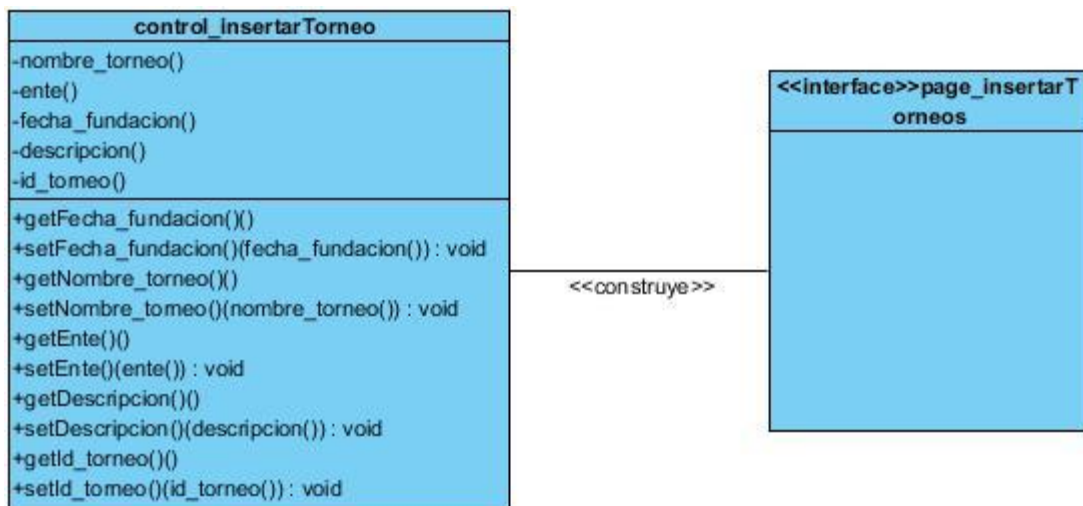 control_insertarTorneo
-nombre_torneo()
-ente()
-fecha_fundacion()
-descripcion()
-id_torneo()
+getFecha_fundacion()()
+setFecha_fundacion()(fecha_fundacion()) : void
+getNombre_torneo()()
+setNombre_torneo()(nombre_torneo()) : void
+getEnte()()
+setEnte()(ente()) : void
+getDescripcion()()
+setDescripcion()(descripcion()) : void
+getId_torneo()()
+setId_torneo()(id_torneo()) : void
<<construye>>
<<interface>>page_insertarT
orneos